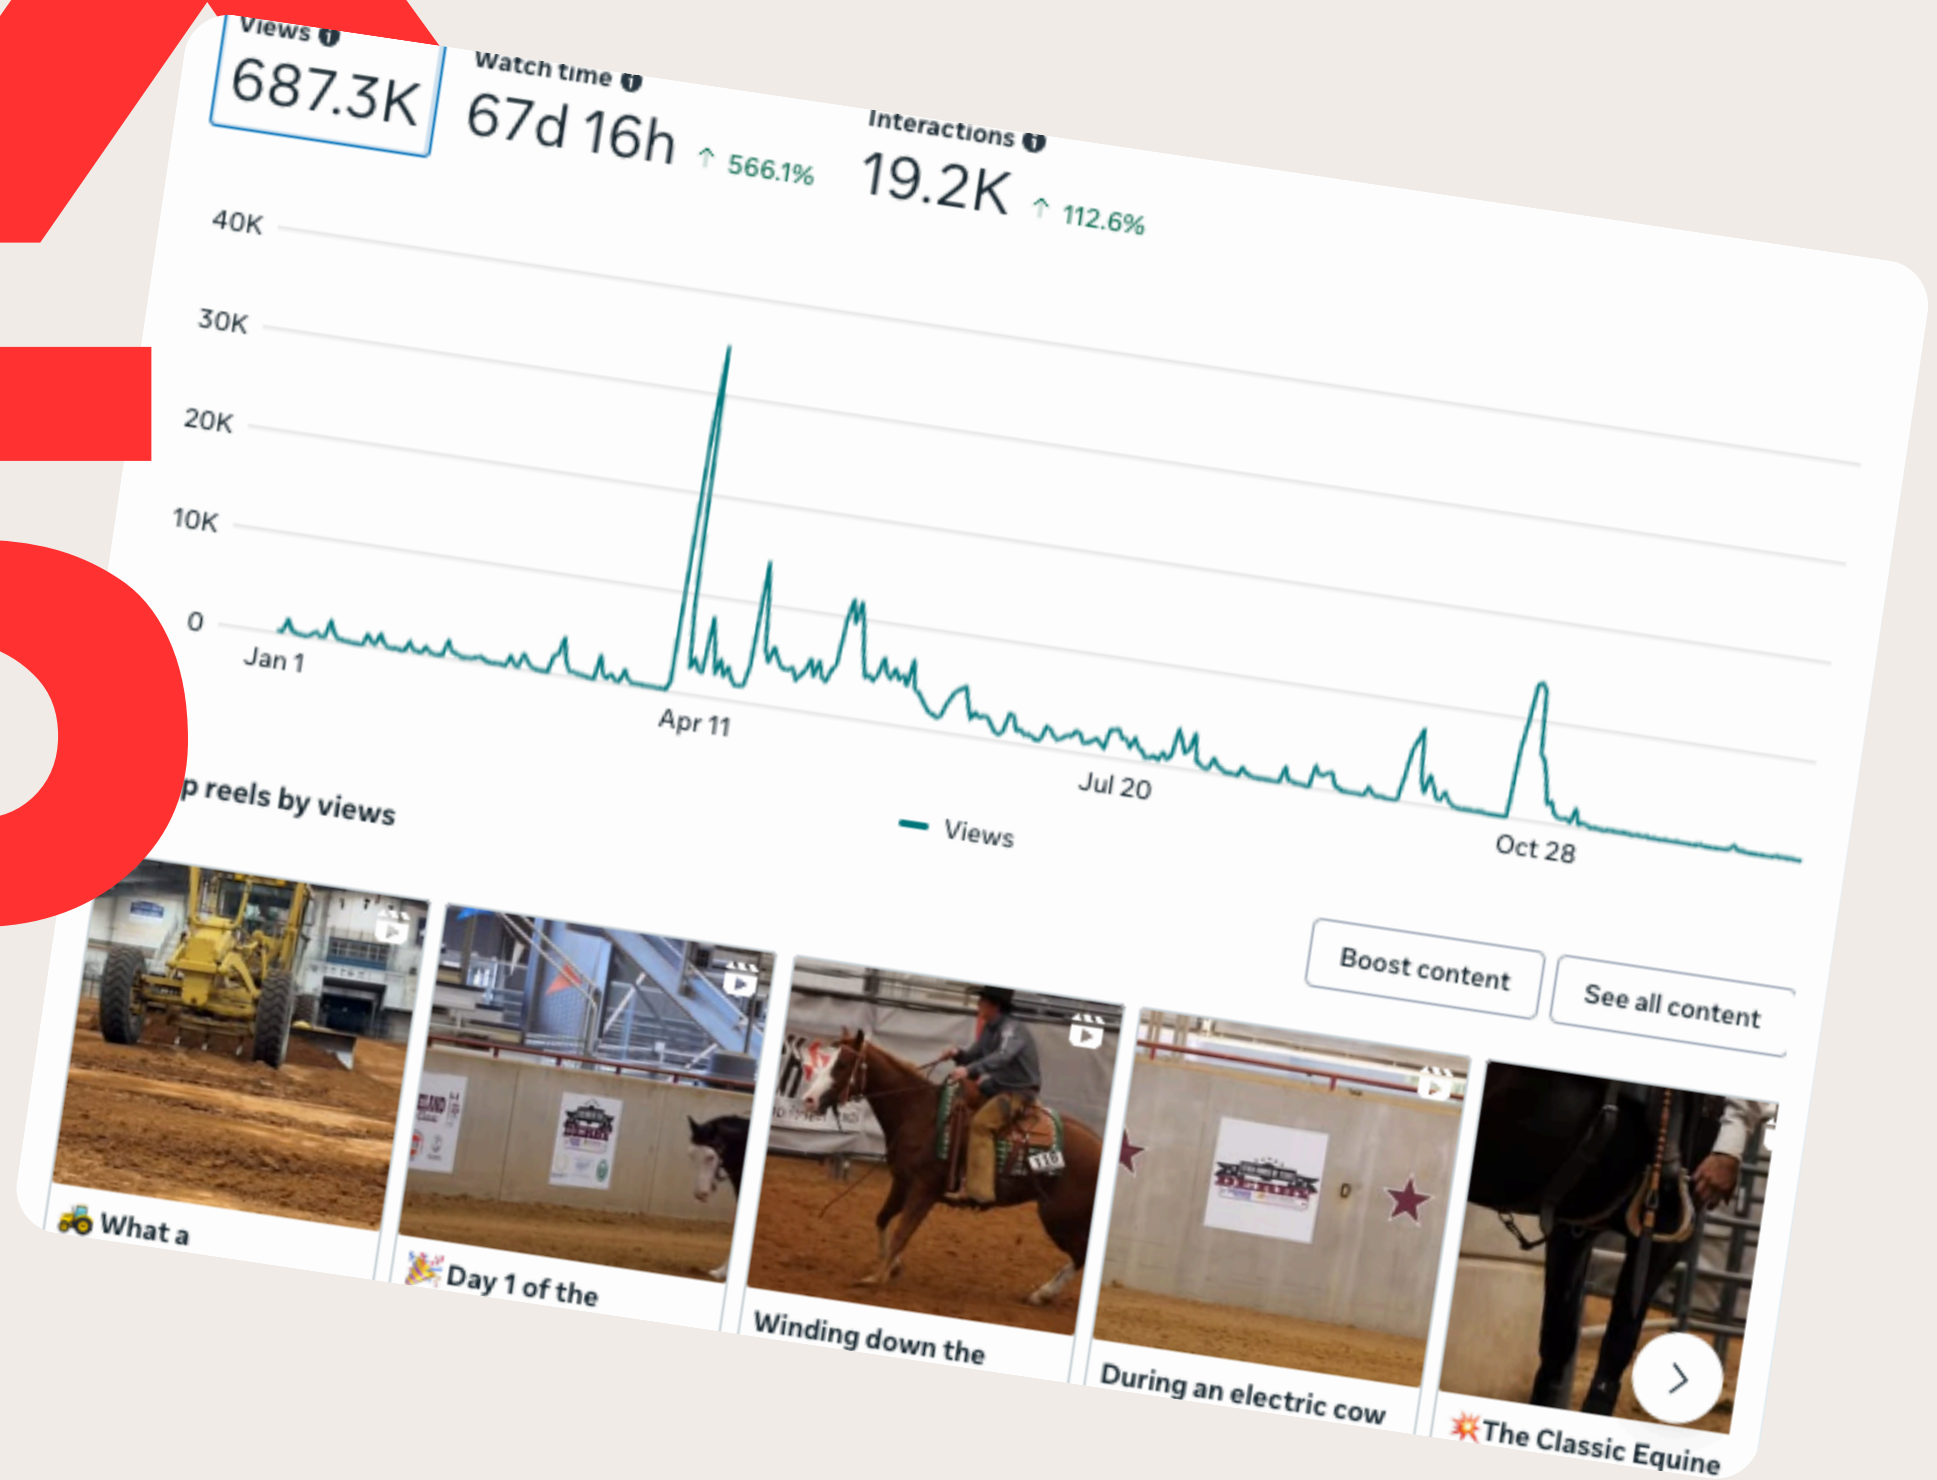 Views
687.3K
Watch time
67d 16h ↑ 566.1%
Interactions
19.2K ↑ 112.6%
40K
30K
20K
10K
0
Jan 1
Apr 11
Jul 20
Oct 28
Views
p reels by views
Boost content
See all content
🚜 What a
🎉Day 1 of the
Winding down the
During an electric cow
💥The Classic Equine
110
DERBY
D